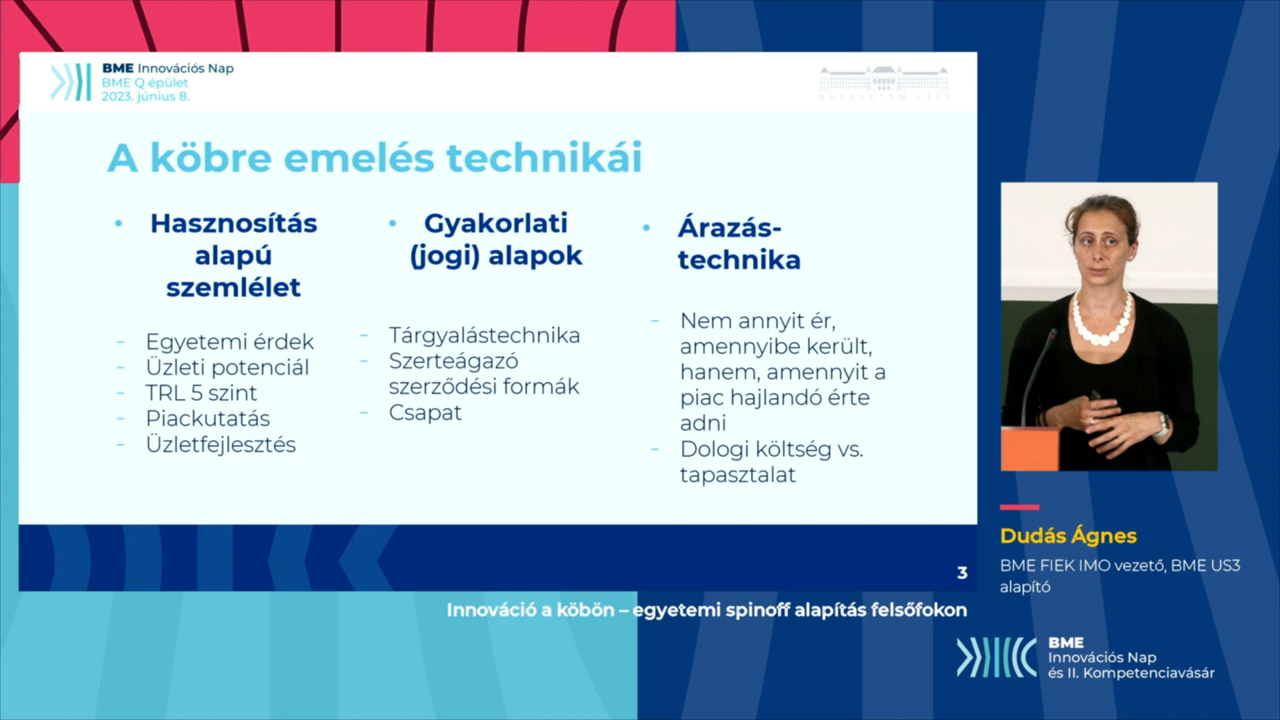 BME Innovációs Nap
BME Q épület
2023. június 8.
MŰEGYETEM 1782
A köbre emelés technikái
• Hasznosítás
alapú
szemlélet
- Egyetemi érdek
- Üzleti potenciál
- TRL 5 szint
- Piackutatás
- Üzletfejlesztés
• Gyakorlati
(jogi) alapok
- Tárgyalástechnika
- Szerteágazó
szerződési formák
- Csapat
• Árazás-
technika
- Nem annyit ér,
amennyibe került,
hanem, amennyit a
piac hajlandó érte
adni
- Dologi költség vs.
tapasztalat
3
Dudás Ágnes
BME FIEK IMO vezető, BME US3
alapító
Innováció a köbön – egyetemi spinoff alapítás felsőfokon
BME
Innovációs Nap
és II. Kompetenciavásár